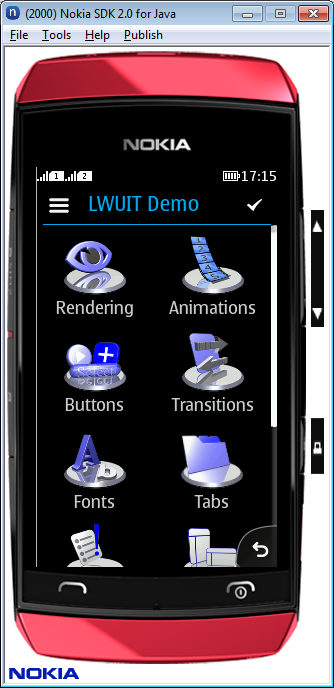 (2000) Nokia SDK 2.0 for Java
File Tools Help Publish
NOKIA
1 2 17:15
LWUIT Demo
Rendering Animations
Buttons Transitions
Fonts Tabs
NOKIA